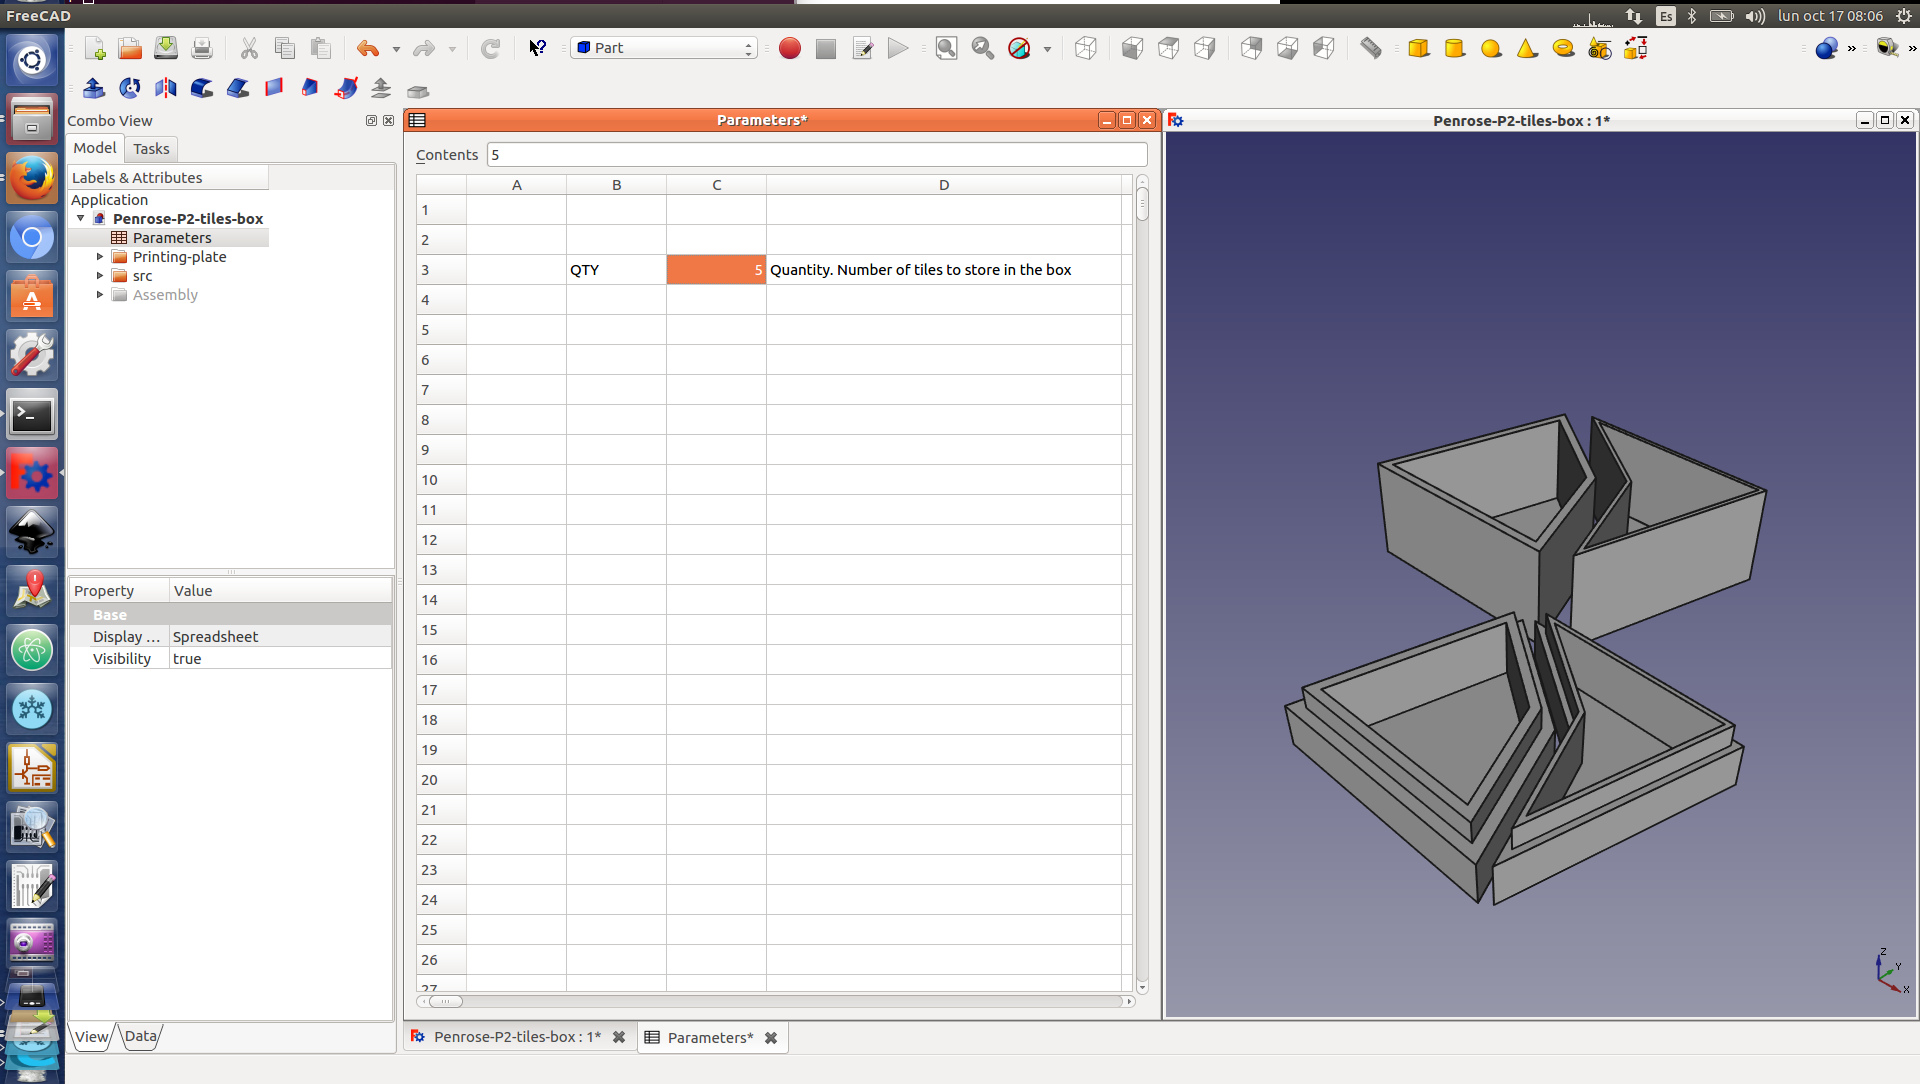 FreeCAD
Es
lun oct 17 08:06
Part
Combo View
Model
Tasks
Labels & Attributes
Application
Penrose-P2-tiles-box
Parameters
Printing-plate
src
Assembly
Property Value
Base
Display ... Spreadsheet
Visibility true
View
Data
Parameters*
Contents 5
A B C D
1
2
3 QTY 5 Quantity. Number of tiles to store in the box
4
5
6
7
8
9
10
11
12
13
14
15
16
17
18
19
20
21
22
23
24
25
26
27
Penrose-P2-tiles-box : 1*
Parameters*
Penrose-P2-tiles-box : 1*
Z
Y
X